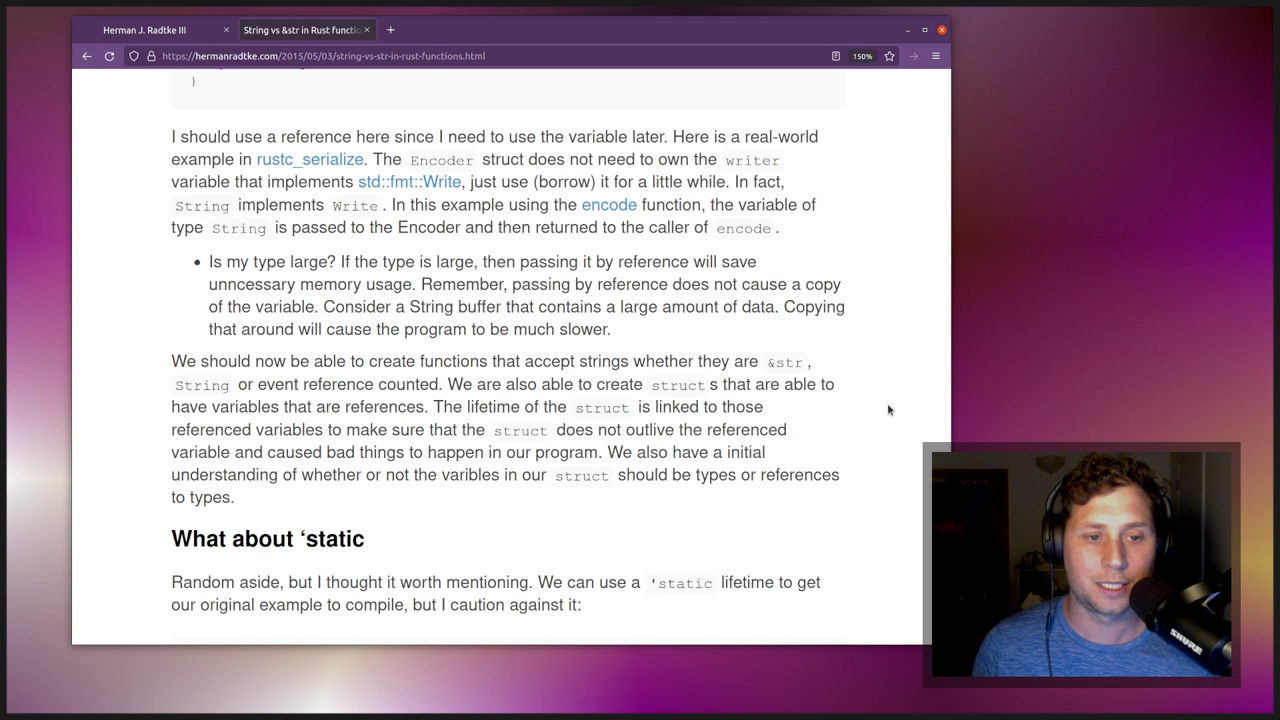 Herman J. Radtke III
String vs &str in Rust functio
https://hermanradtke.com/2015/05/03/string-vs-str-in-rust-functions.html
150%
}
I should use a reference here since I need to use the variable later. Here is a real-world
example in rustc_serialize. The Encoder struct does not need to own the writer
variable that implements std::fmt::Write, just use (borrow) it for a little while. In fact,
String implements Write. In this example using the encode function, the variable of
type String is passed to the Encoder and then returned to the caller of encode.
• Is my type large? If the type is large, then passing it by reference will save
unncessary memory usage. Remember, passing by reference does not cause a copy
of the variable. Consider a String buffer that contains a large amount of data. Copying
that around will cause the program to be much slower.
We should now be able to create functions that accept strings whether they are &str,
String or event reference counted. We are also able to create structs that are able to
have variables that are references. The lifetime of the struct is linked to those
referenced variables to make sure that the struct does not outlive the referenced
variable and caused bad things to happen in our program. We also have a initial
understanding of whether or not the varibles in our struct should be types or references
to types.
What about ‘static
Random aside, but I thought it worth mentioning. We can use a 'static lifetime to get
our original example to compile, but I caution against it:
SHURE